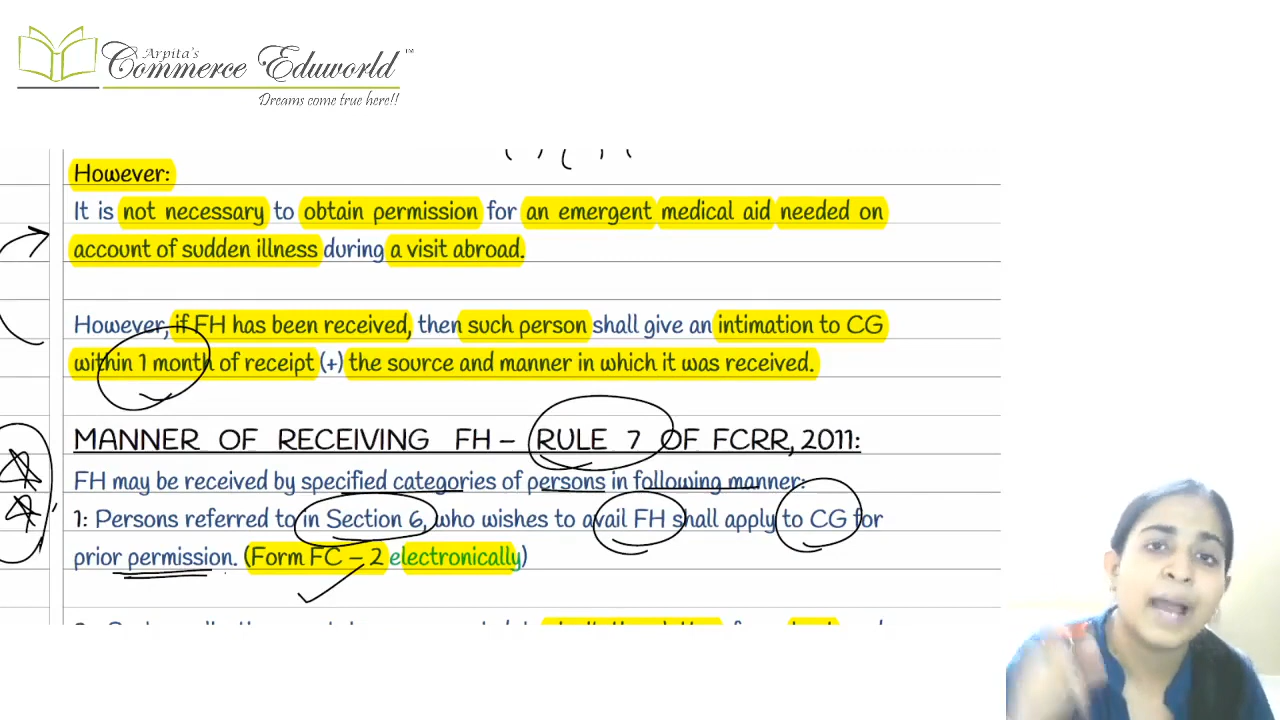 Arpita's
Commerce Eduworld™
Dreams come true here!!
However:
It is not necessary to obtain permission for an emergent medical aid needed on
account of sudden illness during a visit abroad.
However, if FH has been received, then such person shall give an intimation to CG
within 1 month of receipt (+) the source and manner in which it was received.
MANNER OF RECEIVING FH – RULE 7 OF FCRR, 2011:
FH may be received by specified categories of persons in following manner:
1: Persons referred to in Section 6, who wishes to avail FH shall apply to CG for
prior permission. (Form FC – 2 electronically)